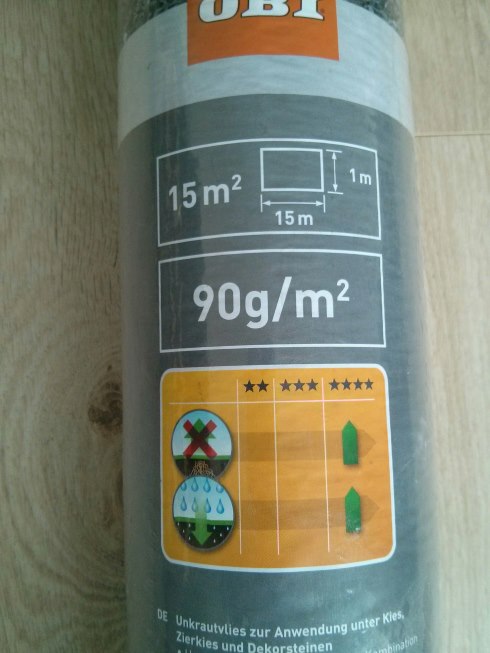 OBI
15 m²
1 m
15 m
90g/m²
★★ ★★★ ★★★★
DE Unkrautvlies zur Anwendung unter Kies,
Zierkies und Dekorsteinen